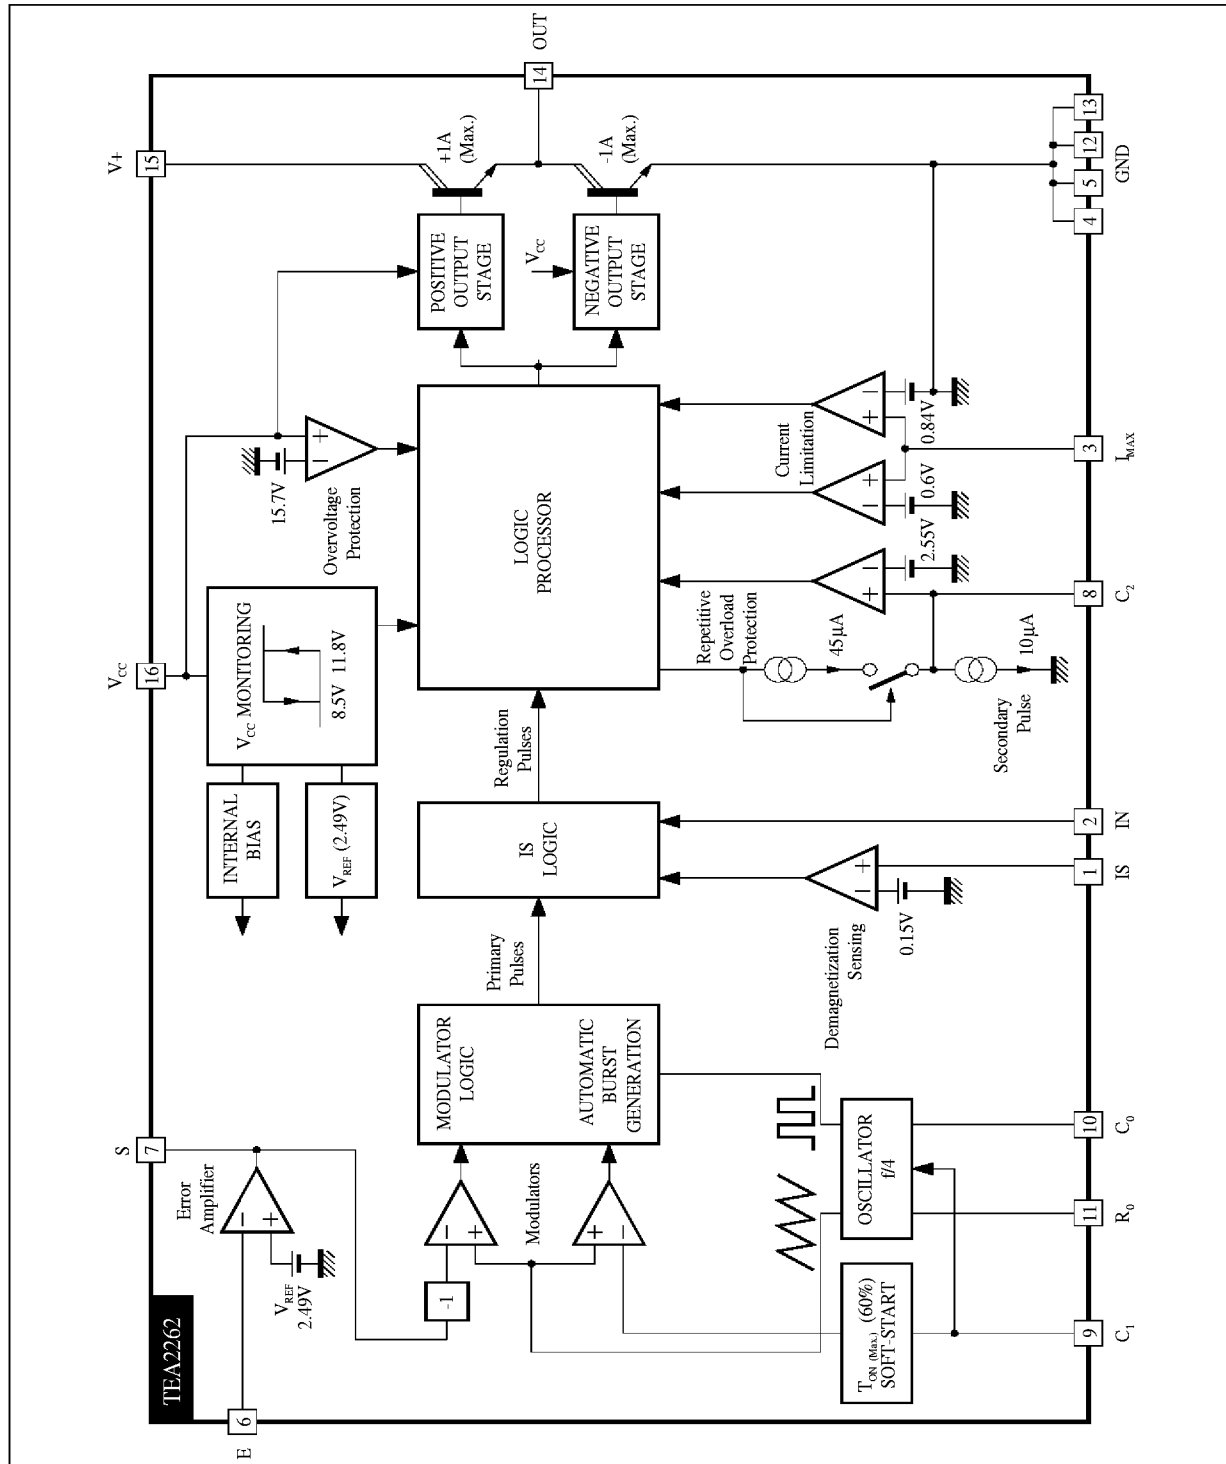 TEA2262
E
6
S
7
VCC
16
V+
15
Error
Amplifier
VREF
2.49V
INTERNAL
BIAS
VREF (2.49V)
VCC MONITORING
8.5V 11.8V
15.7V
Overvoltage
Protection
-1
Modulators
MODULATOR
LOGIC
AUTOMATIC
BURST
GENERATION
Primary
Pulses
IS
LOGIC
Regulation
Pulses
LOGIC
PROCESSOR
POSITIVE
OUTPUT
STAGE
+1A
(Max.)
VCC
NEGATIVE
OUTPUT
STAGE
-1A
(Max.)
14
OUT
TON (Max.) (60%)
SOFT-START
OSCILLATOR
f/4
Demagnetization
Sensing
0.15V
Repetitive
Overload
Protection
45µA
10µA
Secondary
Pulse
2.55V
0.6V
0.84V
Current
Limitation
9
C1
11
R0
10
C0
1
IS
2
IN
8
C2
3
IMAX
4
5
12
13
GND